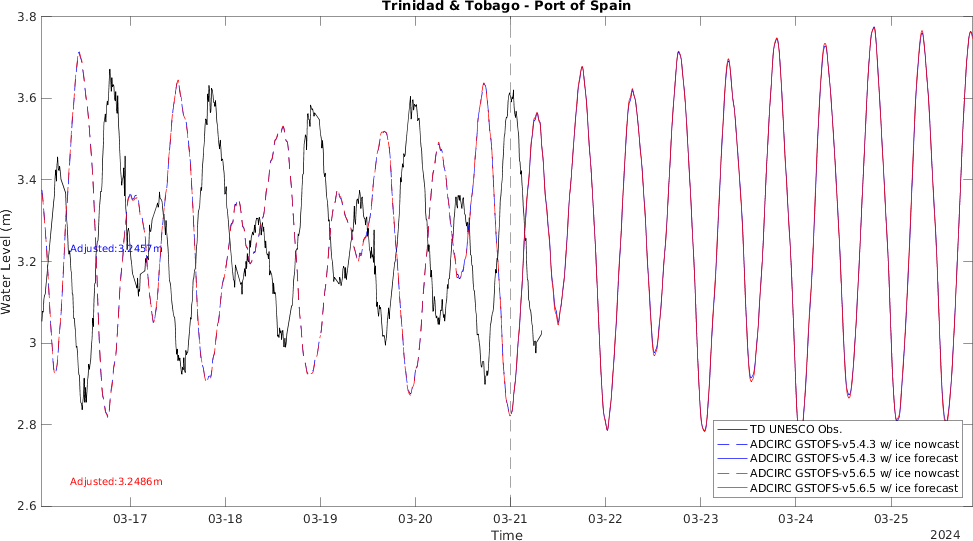 Trinidad & Tobago - Port of Spain
3.8
3.6
3.4
3.2
3
2.8
2.6
Water Level (m)
Adjusted:3.2457m
Adjusted:3.2486m
TD UNESCO Obs.
ADCIRC GSTOFS-v5.4.3 w/ ice nowcast
ADCIRC GSTOFS-v5.4.3 w/ ice forecast
ADCIRC GSTOFS-v5.6.5 w/ ice nowcast
ADCIRC GSTOFS-v5.6.5 w/ ice forecast
03-17 03-18 03-19 03-20 03-21 03-22 03-23 03-24 03-25
Time
2024